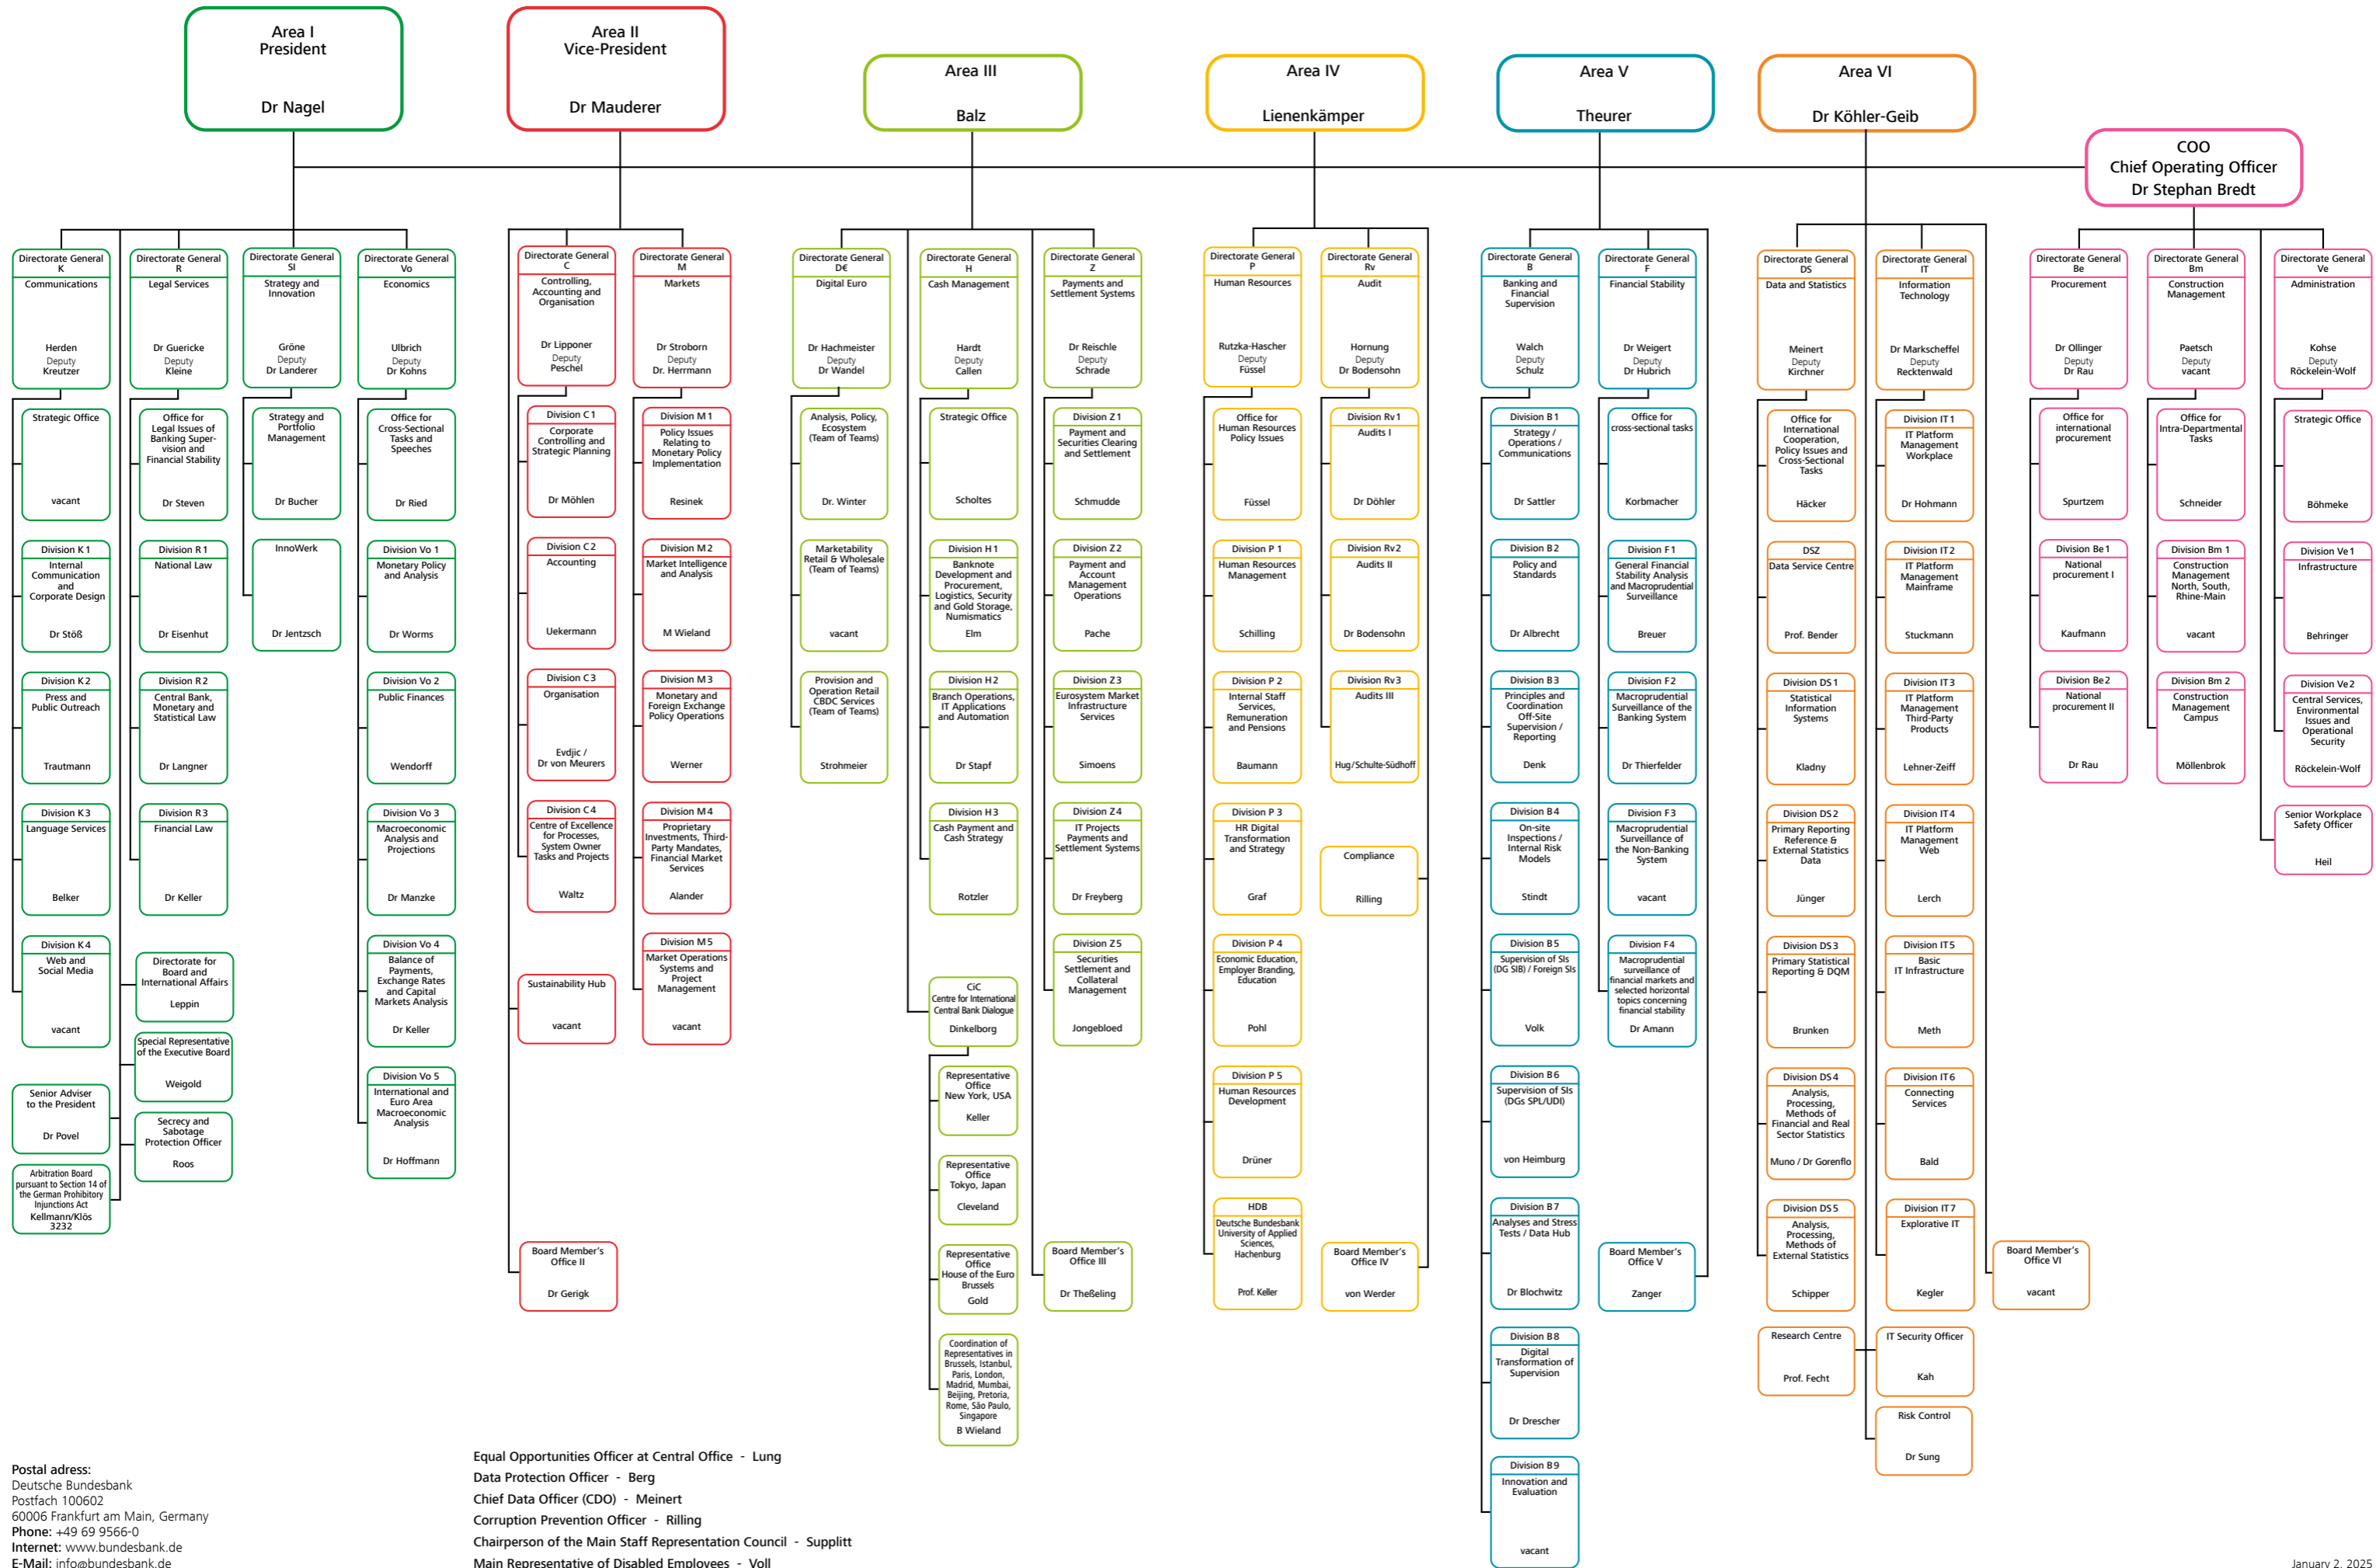 Area I
President
Dr Nagel
Area II
Vice-President
Dr Mauderer
Area III
Balz
Area IV
Lienenkämper
Area V
Theurer
Area VI
Dr Köhler-Geib
COO
Chief Operating Officer
Dr Stephan Bredt
Directorate General
K
Communications
Herden
Deputy
Kreutzer
Strategic Office
vacant
Division K 1
Internal
Communication
and
Corporate Design
Dr Stöß
Division K 2
Press and
Public Outreach
Trautmann
Division K 3
Language Services
Belker
Division K 4
Web and
Social Media
vacant
Senior Adviser
to the President
Dr Povel
Arbitration Board
pursuant to Section 14 of
the German Prohibitory
Injunctions Act
Kellmann/Klös
3232
Directorate General
R
Legal Services
Dr Guericke
Deputy
Kleine
Office for
Legal Issues of
Banking Super-
vision and
Financial Stability
Dr Steven
Division R 1
National Law
Dr Eisenhut
Division R 2
Central Bank,
Monetary and
Statistical Law
Dr Langner
Division R 3
Financial Law
Dr Keller
Directorate for
Board and
International Affairs
Leppin
Special Representative
of the Executive Board
Weigold
Secrecy and
Sabotage
Protection Officer
Roos
Directorate General
SI
Strategy and
Innovation
Gröne
Deputy
Dr Landerer
Strategy and
Portfolio
Management
Dr Bucher
InnoWerk
Dr Jentzsch
Directorate General
Vo
Economics
Ulbrich
Deputy
Dr Kohns
Office for
Cross-Sectional
Tasks and
Speeches
Dr Ried
Division Vo 1
Monetary Policy
and Analysis
Dr Worms
Division Vo 2
Public Finances
Wendorff
Division Vo 3
Macroeconomic
Analysis and
Projections
Dr Manzke
Division Vo 4
Balance of
Payments,
Exchange Rates
and Capital
Markets Analysis
Dr Keller
Division Vo 5
International and
Euro Area
Macroeconomic
Analysis
Dr Hoffmann
Directorate General
C
Controlling,
Accounting and
Organisation
Dr Lipponer
Deputy
Peschel
Division C 1
Corporate
Controlling and
Strategic Planning
Dr Möhlen
Division C 2
Accounting
Uekermann
Division C 3
Organisation
Evdjic /
Dr von Meurers
Division C 4
Centre of Excellence
for Processes,
System Owner
Tasks and Projects
Waltz
Sustainability Hub
vacant
Board Member's
Office II
Dr Gerigk
Directorate General
M
Markets
Dr Stroborn
Deputy
Dr. Herrmann
Division M 1
Policy Issues
Relating to
Monetary Policy
Implementation
Resinek
Division M 2
Market Intelligence
and Analysis
M Wieland
Division M 3
Monetary and
Foreign Exchange
Policy Operations
Werner
Division M 4
Proprietary
Investments, Third-
Party Mandates,
Financial Market
Services
Alander
Division M 5
Market Operations
Systems and
Project
Management
vacant
Directorate General
D€
Digital Euro
Dr Hachmeister
Deputy
Dr Wandel
Analysis, Policy,
Ecosystem
(Team of Teams)
Dr. Winter
Marketability
Retail & Wholesale
(Team of Teams)
vacant
Provision and
Operation Retail
CBDC Services
(Team of Teams)
Strohmeier
Directorate General
H
Cash Management
Hardt
Deputy
Callen
Strategic Office
Scholtes
Division H 1
Banknote
Development and
Procurement,
Logistics, Security
and Gold Storage,
Numismatics
Elm
Division H 2
Branch Operations,
IT Applications
and Automation
Dr Stapf
Division H 3
Cash Payment and
Cash Strategy
Rotzler
CiC
Centre for International
Central Bank Dialogue
Dinkelborg
Representative
Office
New York, USA
Keller
Representative
Office
Tokyo, Japan
Cleveland
Representative
Office
House of the Euro
Brussels
Gold
Coordination of
Representatives in
Brussels, Istanbul,
Paris, London,
Madrid, Mumbai,
Beijing, Pretoria,
Rome, São Paulo,
Singapore
B Wieland
Directorate General
Z
Payments and
Settlement Systems
Dr Reischle
Deputy
Schrade
Division Z 1
Payment and
Securities Clearing
and Settlement
Schmudde
Division Z 2
Payment and
Account
Management
Operations
Pache
Division Z 3
Eurosystem Market
Infrastructure
Services
Simoens
Division Z 4
IT Projects
Payments and
Settlement Systems
Dr Freyberg
Division Z 5
Securities
Settlement and
Collateral
Management
Jongebloed
Board Member's
Office III
Dr Theßeling
Directorate General
P
Human Resources
Rutzka-Hascher
Deputy
Füssel
Office for
Human Resources
Policy Issues
Füssel
Division P 1
Human Resources
Management
Schilling
Division P 2
Internal Staff
Services,
Remuneration
and Pensions
Baumann
Division P 3
HR Digital
Transformation
and Strategy
Graf
Division P 4
Economic Education,
Employer Branding,
Education
Pohl
Division P 5
Human Resources
Development
Drüner
HDB
Deutsche Bundesbank
University of Applied
Sciences,
Hachenburg
Prof. Keller
Directorate General
Rv
Audit
Hornung
Deputy
Dr Bodensohn
Division Rv 1
Audits I
Dr Döhler
Division Rv 2
Audits II
Dr Bodensohn
Division Rv 3
Audits III
Hug/Schulte-Südhoff
Compliance
Rilling
Board Member's
Office IV
von Werder
Directorate General
B
Banking and
Financial
Supervision
Walch
Deputy
Schulz
Division B 1
Strategy /
Operations /
Communications
Dr Sattler
Division B 2
Policy and
Standards
Dr Albrecht
Division B 3
Principles and
Coordination
Off-Site
Supervision /
Reporting
Denk
Division B 4
On-site
Inspections /
Internal Risk
Models
Stindt
Division B 5
Supervision of SIs
(DG SIB) / Foreign SIs
Volk
Division B 6
Supervision of SIs
(DGs SPL/UDI)
von Heimburg
Division B 7
Analyses and Stress
Tests / Data Hub
Dr Blochwitz
Division B 8
Digital
Transformation of
Supervision
Dr Drescher
Division B 9
Innovation and
Evaluation
vacant
Directorate General
F
Financial Stability
Dr Weigert
Deputy
Dr Hubrich
Office for
cross-sectional tasks
Korbmacher
Division F 1
General Financial
Stability Analysis
and Macroprudential
Surveillance
Breuer
Division F 2
Macroprudential
Surveillance of the
Banking System
Dr Thierfelder
Division F 3
Macroprudential
Surveillance of
the Non-Banking
System
vacant
Division F 4
Macroprudential
surveillance of
financial markets and
selected horizontal
topics concerning
financial stability
Dr Amann
Board Member's
Office V
Zanger
Directorate General
DS
Data and Statistics
Meinert
Deputy
Kirchner
Office for
International
Cooperation,
Policy Issues and
Cross-Sectional
Tasks
Häcker
DSZ
Data Service Centre
Prof. Bender
Division DS 1
Statistical
Information
Systems
Kladny
Division DS 2
Primary Reporting
Reference &
External Statistics
Data
Jünger
Division DS 3
Primary Statistical
Reporting & DQM
Brunken
Division DS 4
Analysis,
Processing,
Methods of
Financial and Real
Sector Statistics
Muno / Dr Gorenflo
Division DS 5
Analysis,
Processing,
Methods of
External Statistics
Schipper
Research Centre
Prof. Fecht
Directorate General
IT
Information
Technology
Dr Markscheffel
Deputy
Recktenwald
Division IT 1
IT Platform
Management
Workplace
Dr Hohmann
Division IT 2
IT Platform
Management
Mainframe
Stuckmann
Division IT 3
IT Platform
Management
Third-Party
Products
Lehner-Zeiff
Division IT 4
IT Platform
Management
Web
Lerch
Division IT 5
Basic
IT Infrastructure
Meth
Division IT 6
Connecting
Services
Bald
Division IT 7
Explorative IT
Kegler
IT Security Officer
Kah
Risk Control
Dr Sung
Board Member's
Office VI
vacant
Directorate General
Be
Procurement
Dr Ollinger
Deputy
Dr Rau
Office for
international
procurement
Spurtzem
Division Be 1
National
procurement I
Kaufmann
Division Be 2
National
procurement II
Dr Rau
Directorate General
Bm
Construction
Management
Paetsch
Deputy
vacant
Office for
Intra-Departmental
Tasks
Schneider
Division Bm 1
Construction
Management
North, South,
Rhine-Main
vacant
Division Bm 2
Construction
Management
Campus
Möllenbrok
Directorate General
Ve
Administration
Kohse
Deputy
Röckelein-Wolf
Strategic Office
Böhmeke
Division Ve 1
Infrastructure
Behringer
Division Ve 2
Central Services,
Environmental
Issues and
Operational
Security
Röckelein-Wolf
Senior Workplace
Safety Officer
Heil
Postal adress:
Deutsche Bundesbank
Postfach 100602
60006 Frankfurt am Main, Germany
Phone: +49 69 9566-0
Internet: www.bundesbank.de
E-Mail: info@bundesbank.de
Equal Opportunities Officer at Central Office - Lung
Data Protection Officer - Berg
Chief Data Officer (CDO) - Meinert
Corruption Prevention Officer - Rilling
Chairperson of the Main Staff Representation Council - Supplitt
Main Representative of Disabled Employees - Voll
January 2, 2025